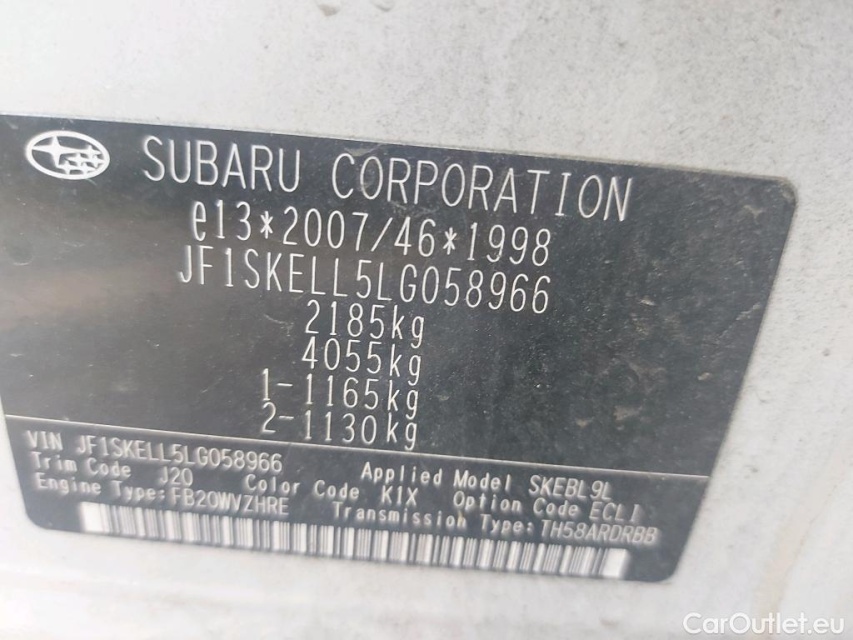 SUBARU CORPORATION
e13*2007/46*1998
JF1SKELL5LG058966
2185kg
4055kg
1-1165kg
2-1130kg
VIN JF1SKELL5LG058966
Trim Code J20 Applied Model SKEBL9L
Engine Type:FB20WVZHRE Color Code K1X Option Code ECLI
Transmission Type:TH58ARDRBB
CarOutlet.eu